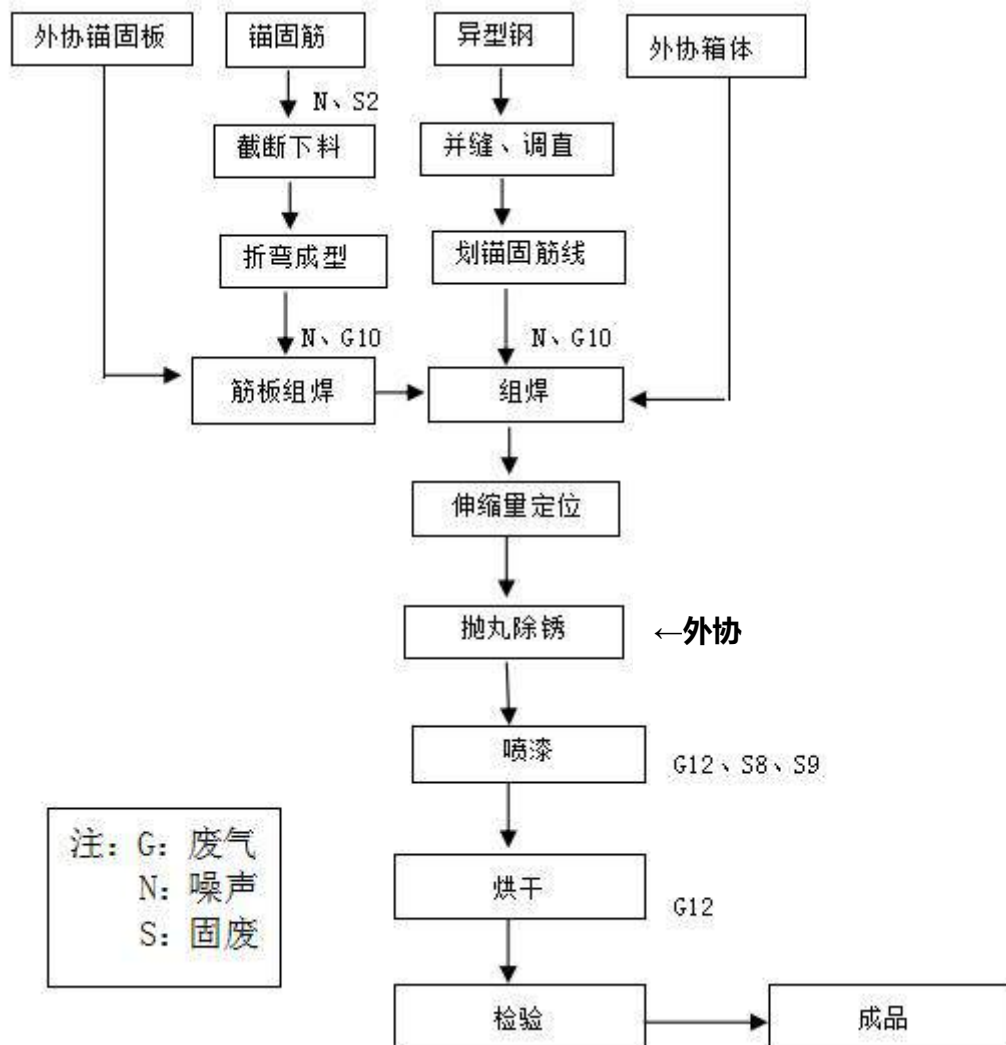 外协锚固板
锚固筋
异型钢
外协箱体
N、S2
截断下料
并缝、调直
折弯成型
划锚固筋线
N、G10
N、G10
筋板组焊
组焊
伸缩量定位
抛丸除锈
←外协
喷漆
G12、S8、S9
注: G: 废气
N: 噪声
S: 固废
烘干
G12
检验
成品